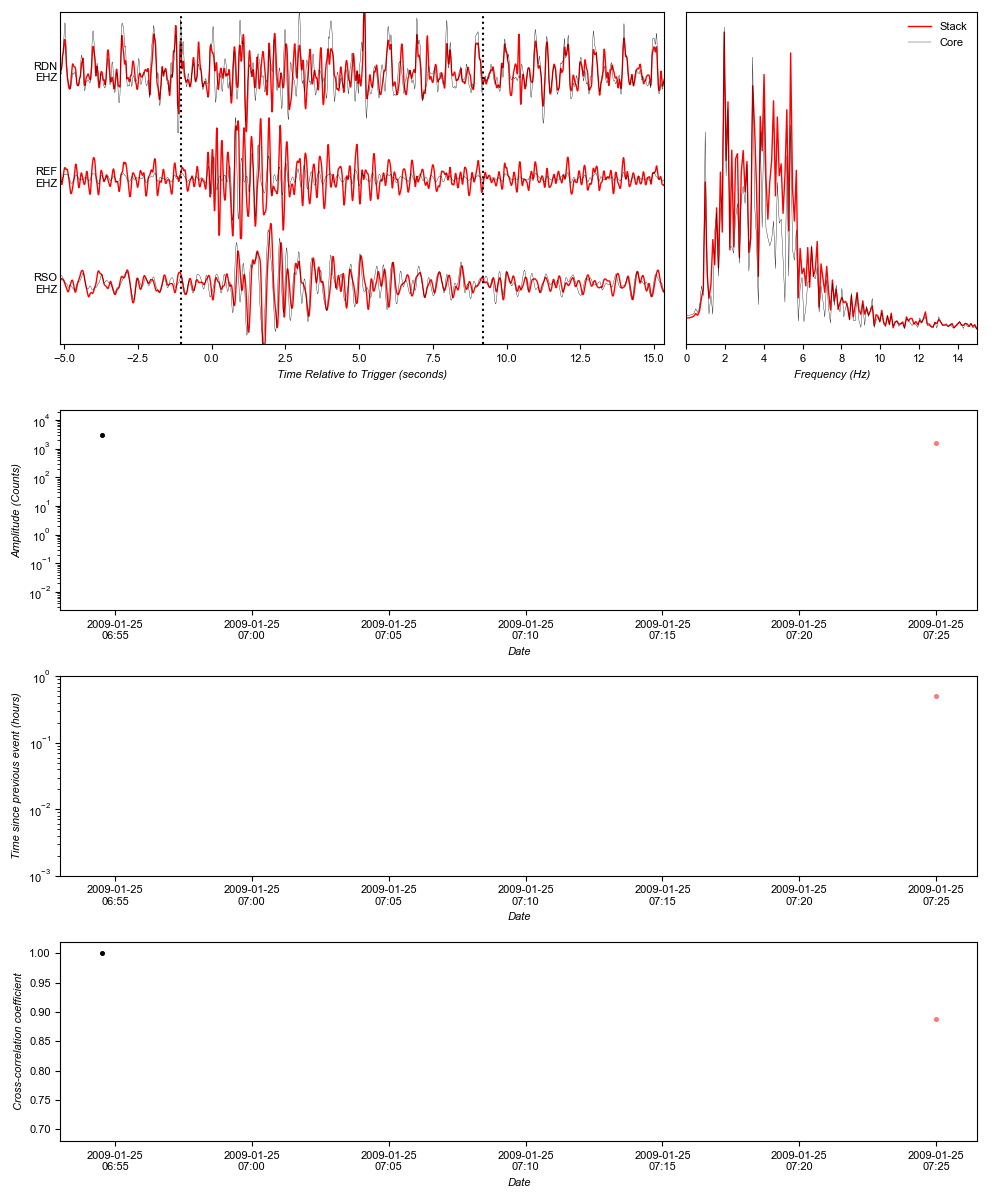 RDN
EHZ
REF
EHZ
RSO
EHZ
−5.0 −2.5 0.0 2.5 5.0 7.5 10.0 12.5 15.0
Time Relative to Trigger (seconds)
Stack
Core
0 2 4 6 8 10 12 14
Frequency (Hz)
10⁴
10³
10²
10¹
10⁰
10⁻¹
10⁻²
Amplitude (Counts)
2009-01-25 2009-01-25 2009-01-25 2009-01-25 2009-01-25 2009-01-25 2009-01-25
06:55 07:00 07:05 07:10 07:15 07:20 07:25
Date
10⁰
10⁻¹
10⁻²
10⁻³
Time since previous event (hours)
2009-01-25 2009-01-25 2009-01-25 2009-01-25 2009-01-25 2009-01-25 2009-01-25
06:55 07:00 07:05 07:10 07:15 07:20 07:25
Date
1.00
0.95
0.90
0.85
0.80
0.75
0.70
Cross-correlation coefficient
2009-01-25 2009-01-25 2009-01-25 2009-01-25 2009-01-25 2009-01-25 2009-01-25
06:55 07:00 07:05 07:10 07:15 07:20 07:25
Date